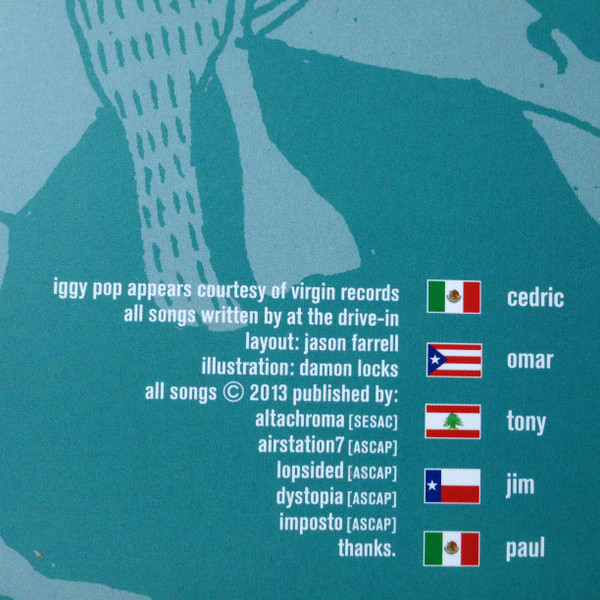 iggy pop appears courtesy of virgin records
all songs written by at the drive-in
layout: jason farrell
illustration: damon locks
all songs © 2013 published by:
altachroma [SESAC]
airstation7 [ASCAP]
lopsided [ASCAP]
dystopia [ASCAP]
imposto [ASCAP]
thanks.
cedric
omar
tony
jim
paul